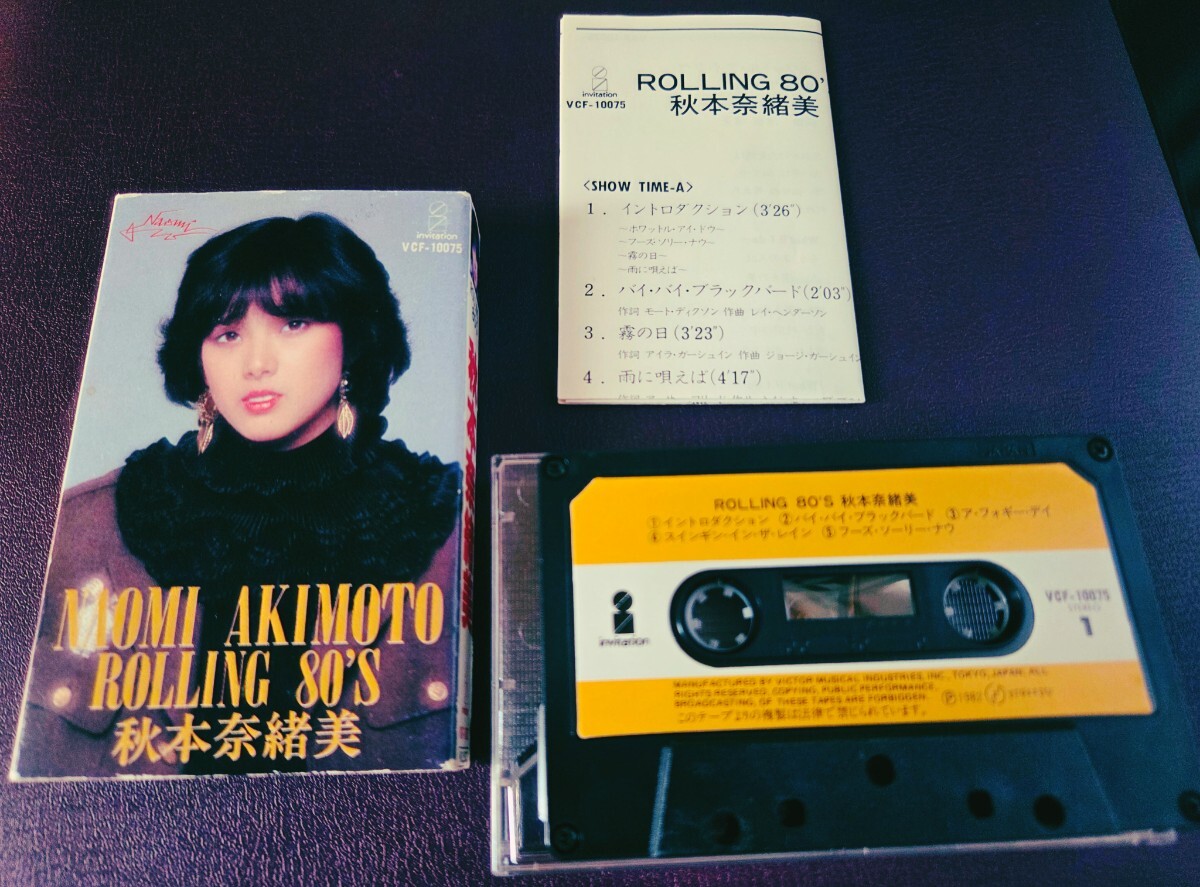 Naomi
invitation
VCF-10075
NAOMI AKIMOTO
ROLLING 80'S
秋本奈緒美
invitation
VCF-10075
ROLLING 80'
秋本奈緒美
〈SHOW TIME-A〉
1. イントロダクション(3'26")
〜ホワットル・アイ・ドゥ〜
〜フーズ・ソリー・ナウ〜
〜霧の日〜
〜雨に唄えば〜
2. バイ・バイ・ブラックバード(2'03")
作詞 モート・ディクソン 作曲 レイ・ヘンダーソン
3. 霧の日(3'23")
作詞 アイラ・ガーシュイン 作曲 ジョージ・ガーシュイン
4. 雨に唄えば(4'17")
ROLLING 80'S 秋本奈緒美
①イントロダクション ②バイ・バイ・ブラックバード ③ア・フォギー・デイ
④スインギン・イン・ザ・レイン ⑤フーズ・ソーリー・ナウ
invitation
VCF-10075
STEREO
1
MANUFACTURED BY VICTOR MUSICAL INDUSTRIES, INC., TOKYO, JAPAN, ALL
RIGHTS RESERVED. COPYING, PUBLIC PERFORMANCE,
BROADCASTING, OF THESE TAPES ARE FORBIDDEN.
このテープよりの複製は法律で禁じられています。
Ⓟ1982